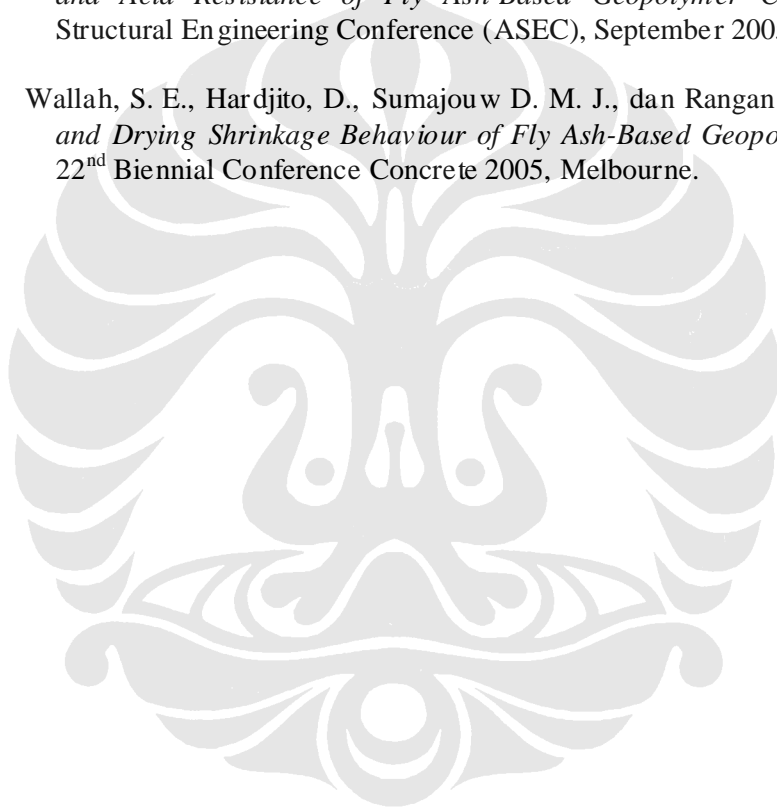 and Acid Resistance of Fly Ash-Based Geopolymer
Structural Engineering Conference (ASEC), September 200
Wallah, S. E., Hardjito, D., Sumajouw D. M. J., dan Rangan
and Drying Shrinkage Behaviour of Fly Ash-Based Geopo
22nd Biennial Conference Concrete 2005, Melbourne.